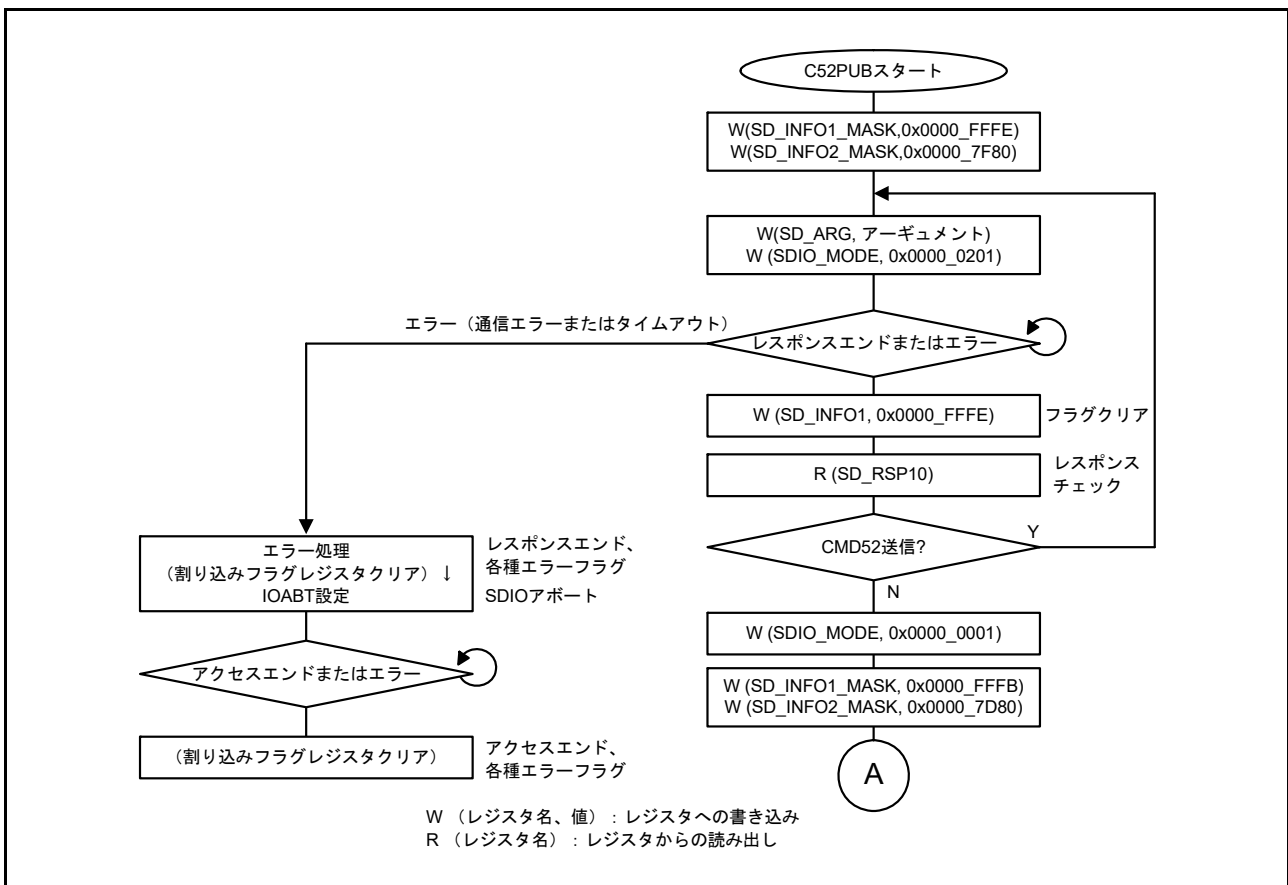 C52PUBスタート
W(SD_INFO1_MASK,0x0000_FFFE)
W(SD_INFO2_MASK,0x0000_7F80)
W(SD_ARG, アーギュメント)
W (SDIO_MODE, 0x0000_0201)
エラー（通信エラーまたはタイムアウト）
レスポンスエンドまたはエラー
W (SD_INFO1, 0x0000_FFFE)
フラグクリア
R (SD_RSP10)
レスポンス
チェック
CMD52送信?
Y
N
W (SDIO_MODE, 0x0000_0001)
W (SD_INFO1_MASK, 0x0000_FFFB)
W (SD_INFO2_MASK, 0x0000_7D80)
A
エラー処理
（割り込みフラグレジスタクリア）↓
IOABT設定
レスポンスエンド、
各種エラーフラグ
SDIOアボート
アクセスエンドまたはエラー
（割り込みフラグレジスタクリア）
アクセスエンド、
各種エラーフラグ
W （レジスタ名、値）：レジスタへの書き込み
R （レジスタ名）：レジスタからの読み出し